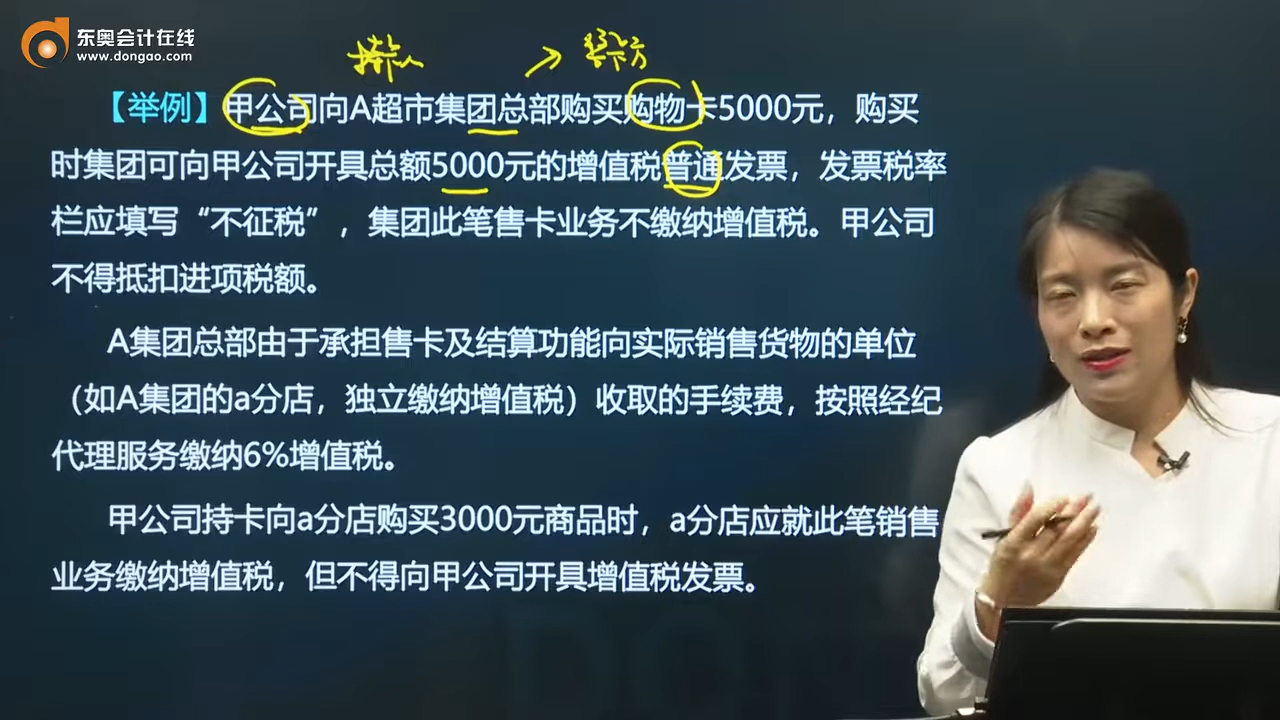 东奥会计在线
www.dongao.com
持卡人
售卡方
【举例】甲公司向A超市集团总部购买购物卡5000元，购买
时集团可向甲公司开具总额5000元的增值税普通发票，发票税率
栏应填写“不征税”，集团此笔售卡业务不缴纳增值税。甲公司
不得抵扣进项税额。
A集团总部由于承担售卡及结算功能向实际销售货物的单位
（如A集团的a分店，独立缴纳增值税）收取的手续费，按照经纪
代理服务缴纳6%增值税。
甲公司持卡向a分店购买3000元商品时，a分店应就此笔销售
业务缴纳增值税，但不得向甲公司开具增值税发票。